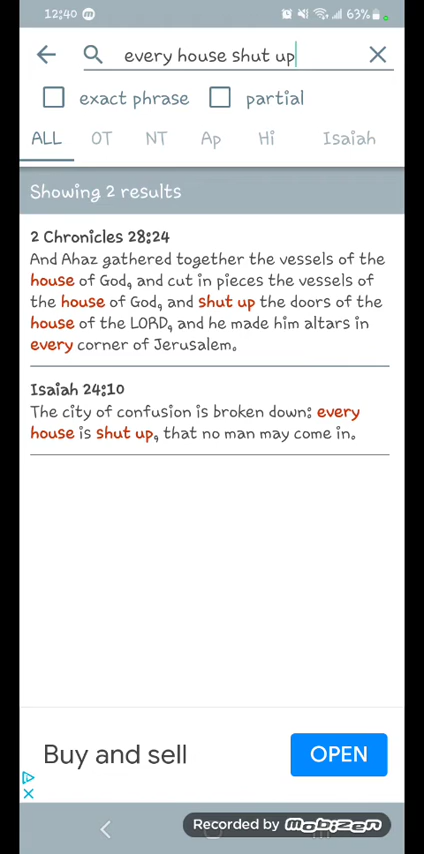 12:40 m 63%
every house shut up
exact phrase partial
ALL OT NT Ap Hi Isaiah
Showing 2 results
2 Chronicles 28:24
And Ahaz gathered together the vessels of the
house of God, and cut in pieces the vessels of
the house of God, and shut up the doors of the
house of the LORD, and he made him altars in
every corner of Jerusalem.
Isaiah 24:10
The city of confusion is broken down: every
house is shut up, that no man may come in.
Buy and sell OPEN
Recorded by mobizen